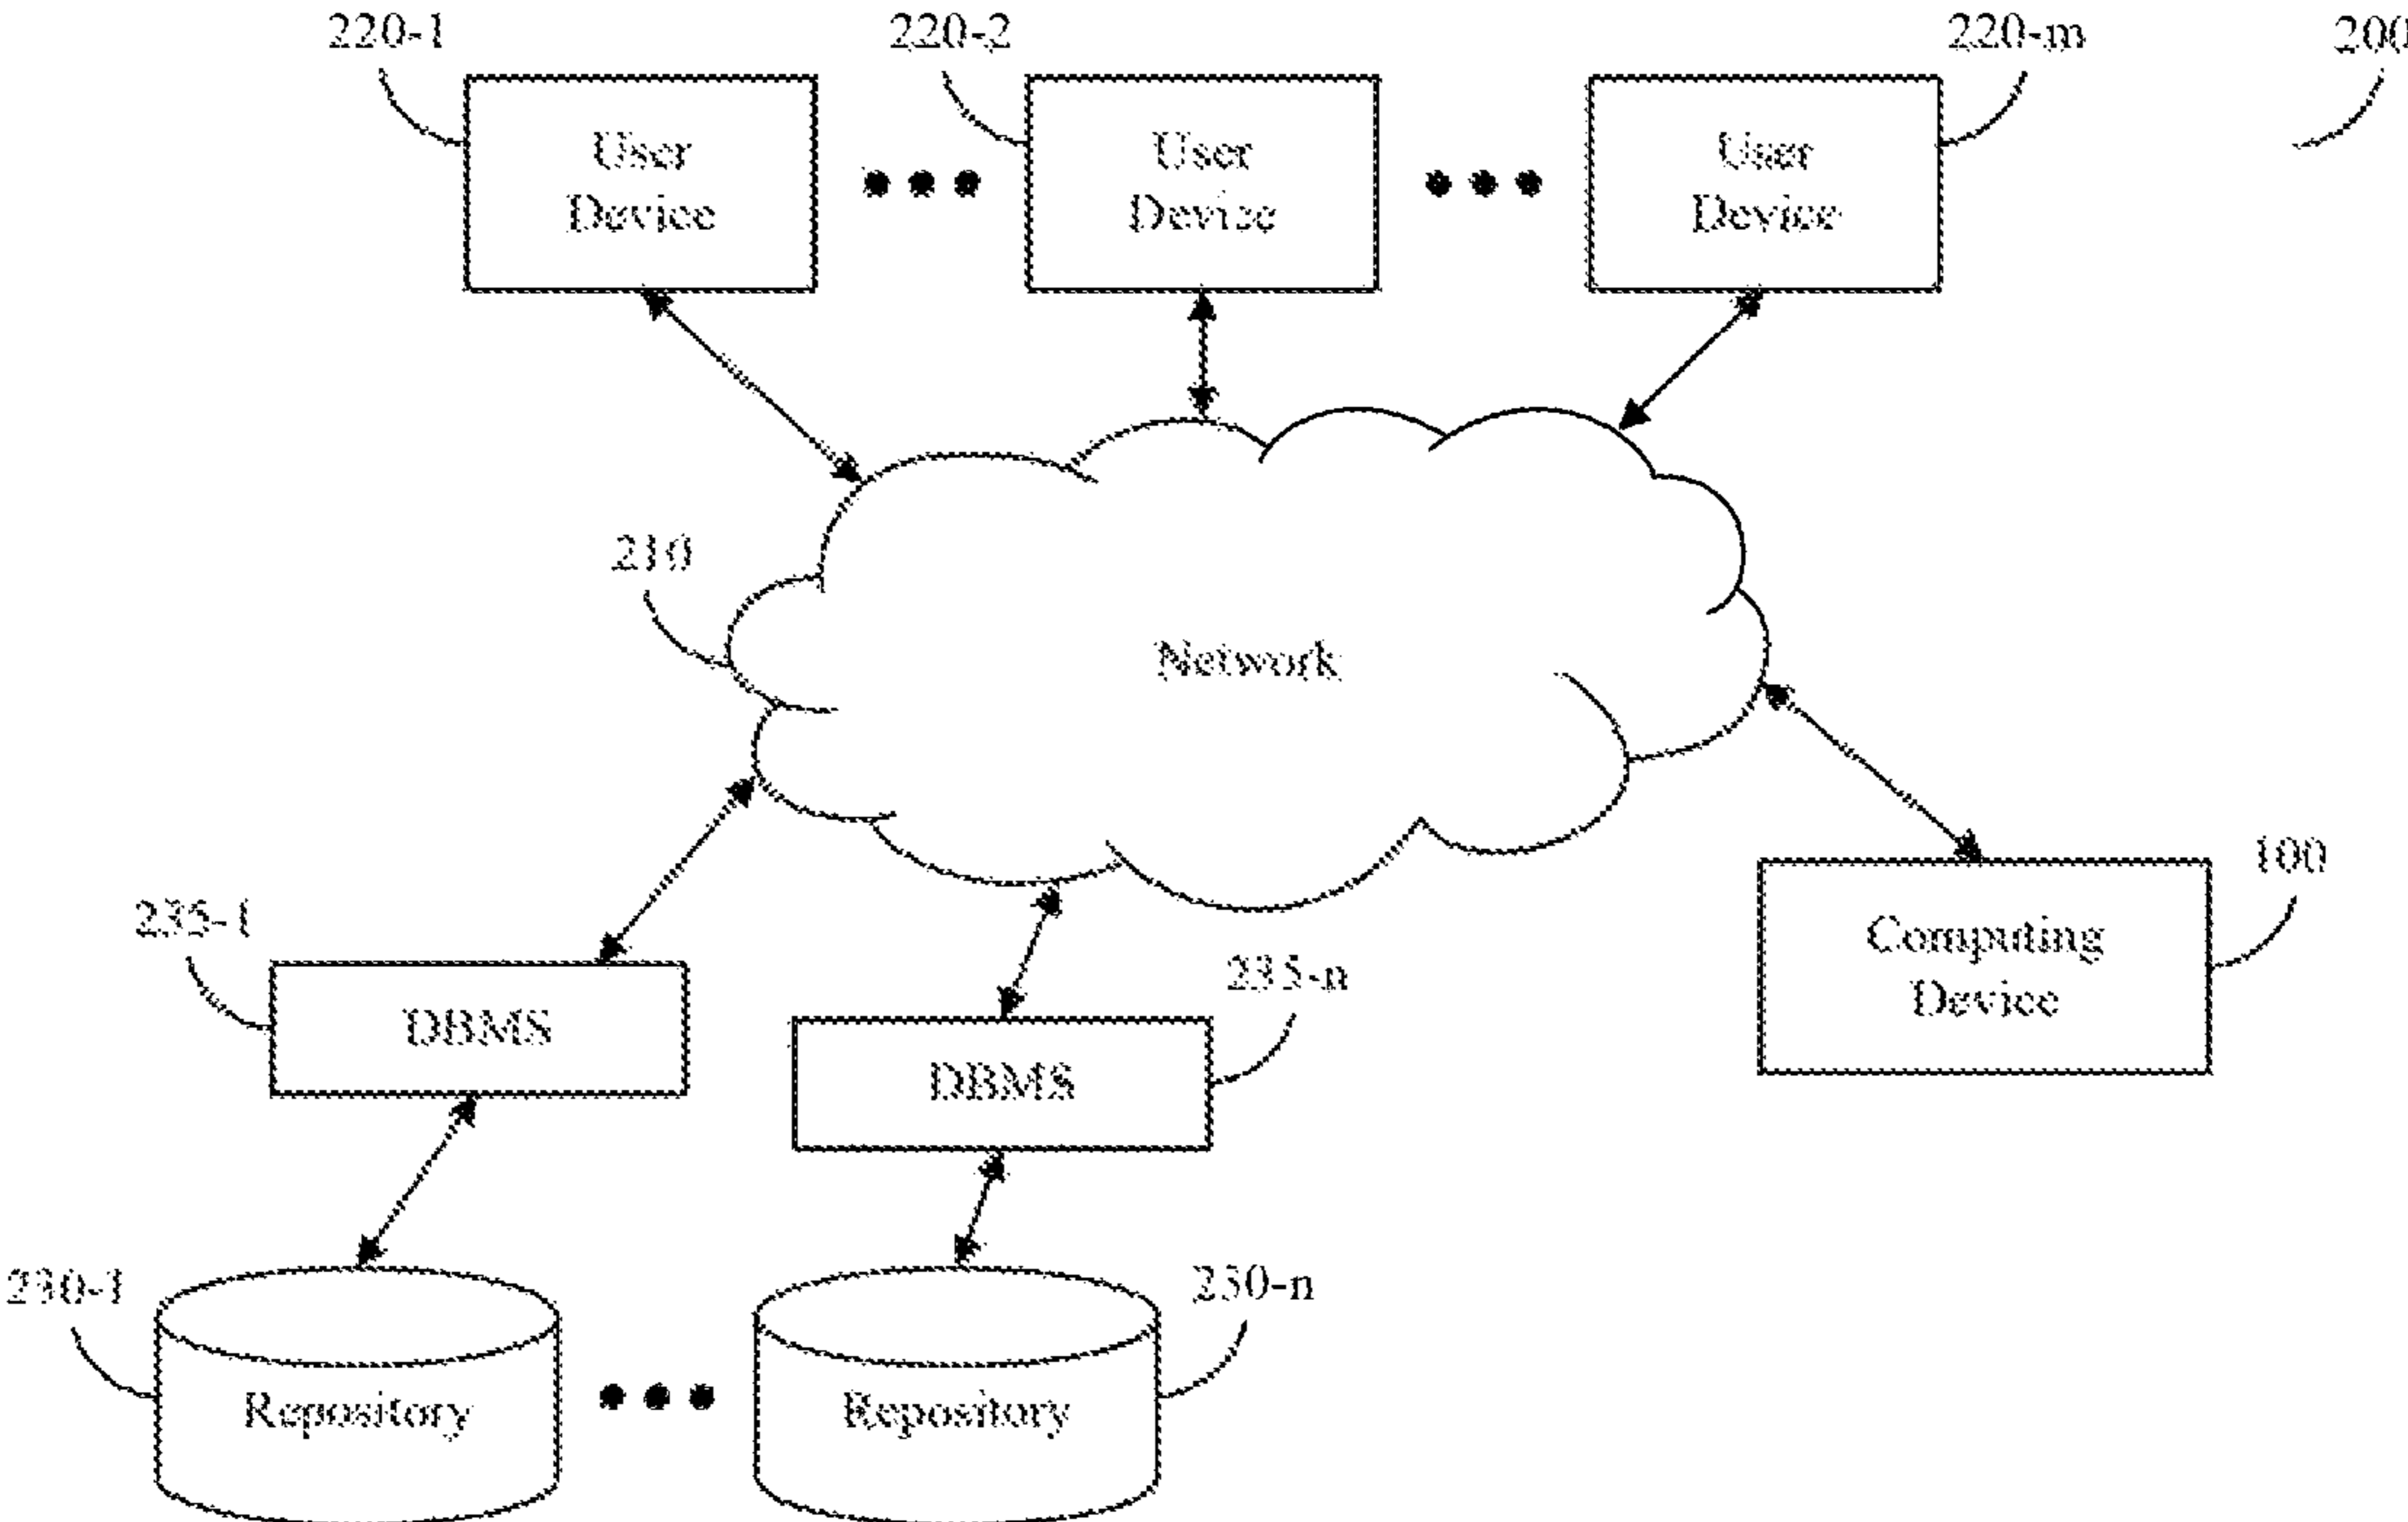 220-1
220-2
220-m
200
User
Device
User
Device
User
Device
210
Network
235-1
DBMS
235-n
DBMS
100
Computing
Device
230-1
Repository
230-n
Repository